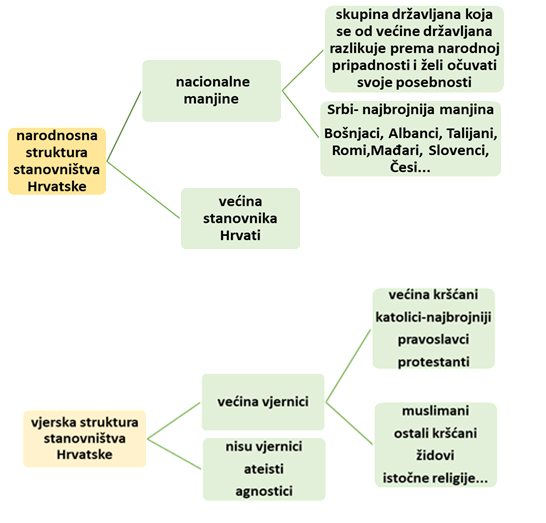 narodnosna
struktura
stanovništva
Hrvatske
nacionalne
manjine
skupina državljana koja
se od većine državljana
razlikuje prema narodnoj
pripadnosti i želi očuvati
svoje posebnosti
Srbi- najbrojnija manjina
Bošnjaci, Albanci, Talijani,
Romi,Mađari, Slovenci,
Česi...
većina
stanovnika
Hrvati
vjerska struktura
stanovništva
Hrvatske
većina vjernici
većina kršćani
katolici-najbrojniji
pravoslavci
protestanti
muslimani
ostali kršćani
židovi
istočne religije...
nisu vjernici
ateisti
agnostici